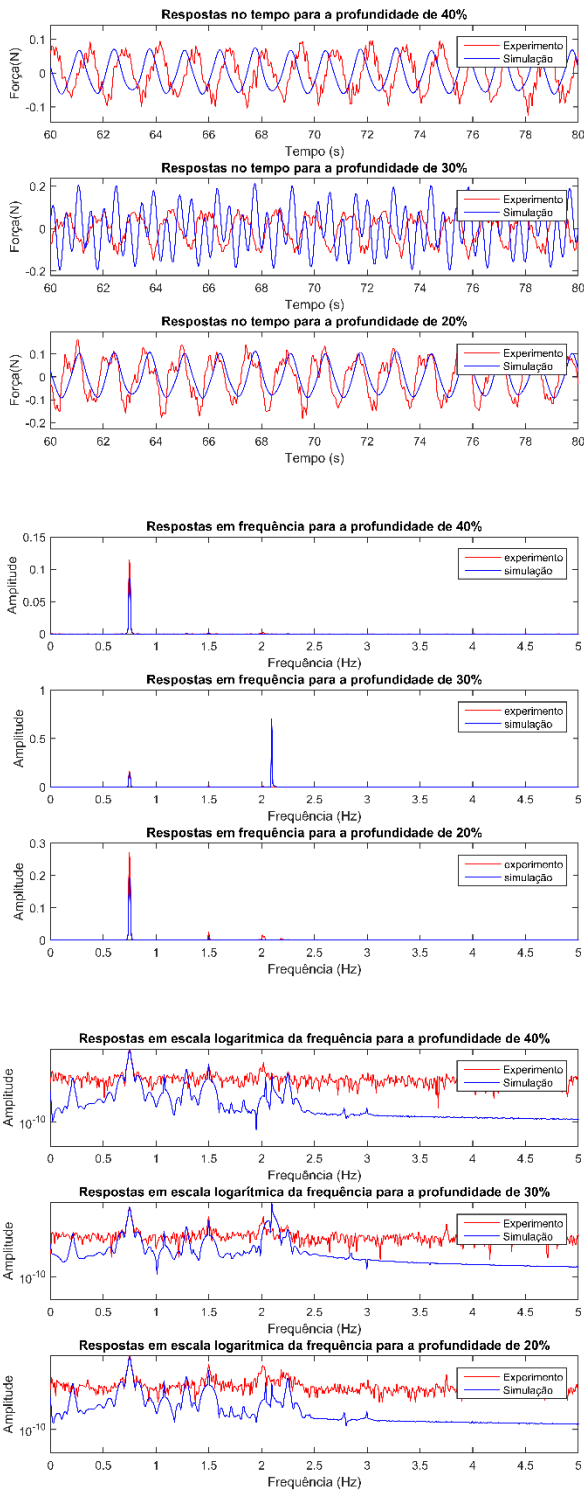 Respostas no tempo para a profundidade de 40%
Força(N)
0.1
0
-0.1
Experimento
Simulação
60 62 64 66 68 70 72 74 76 78 80
Tempo (s)
Respostas no tempo para a profundidade de 30%
Força(N)
0.2
0
-0.2
Experimento
Simulação
60 62 64 66 68 70 72 74 76 78 80
Tempo (s)
Respostas no tempo para a profundidade de 20%
Força(N)
0.1
0
-0.1
-0.2
Experimento
Simulação
60 62 64 66 68 70 72 74 76 78 80
Tempo (s)
Respostas em frequência para a profundidade de 40%
Amplitude
0.15
0.1
0.05
0
experimento
simulação
0 0.5 1 1.5 2 2.5 3 3.5 4 4.5 5
Frequência (Hz)
Respostas em frequência para a profundidade de 30%
Amplitude
1
0.5
0
experimento
simulação
0 0.5 1 1.5 2 2.5 3 3.5 4 4.5 5
Frequência (Hz)
Respostas em frequência para a profundidade de 20%
Amplitude
0.3
0.2
0.1
0
experimento
simulação
0 0.5 1 1.5 2 2.5 3 3.5 4 4.5 5
Frequência (Hz)
Respostas em escala logarítmica da frequência para a profundidade de 40%
Amplitude
10-10
Experimento
Simulação
0 0.5 1 1.5 2 2.5 3 3.5 4 4.5 5
Frequência (Hz)
Respostas em escala logarítmica da frequência para a profundidade de 30%
Amplitude
10-10
Experimento
Simulação
0 0.5 1 1.5 2 2.5 3 3.5 4 4.5 5
Frequência (Hz)
Respostas em escala logarítmica da frequência para a profundidade de 20%
Amplitude
10-10
Experimento
Simulação
0 0.5 1 1.5 2 2.5 3 3.5 4 4.5 5
Frequência (Hz)